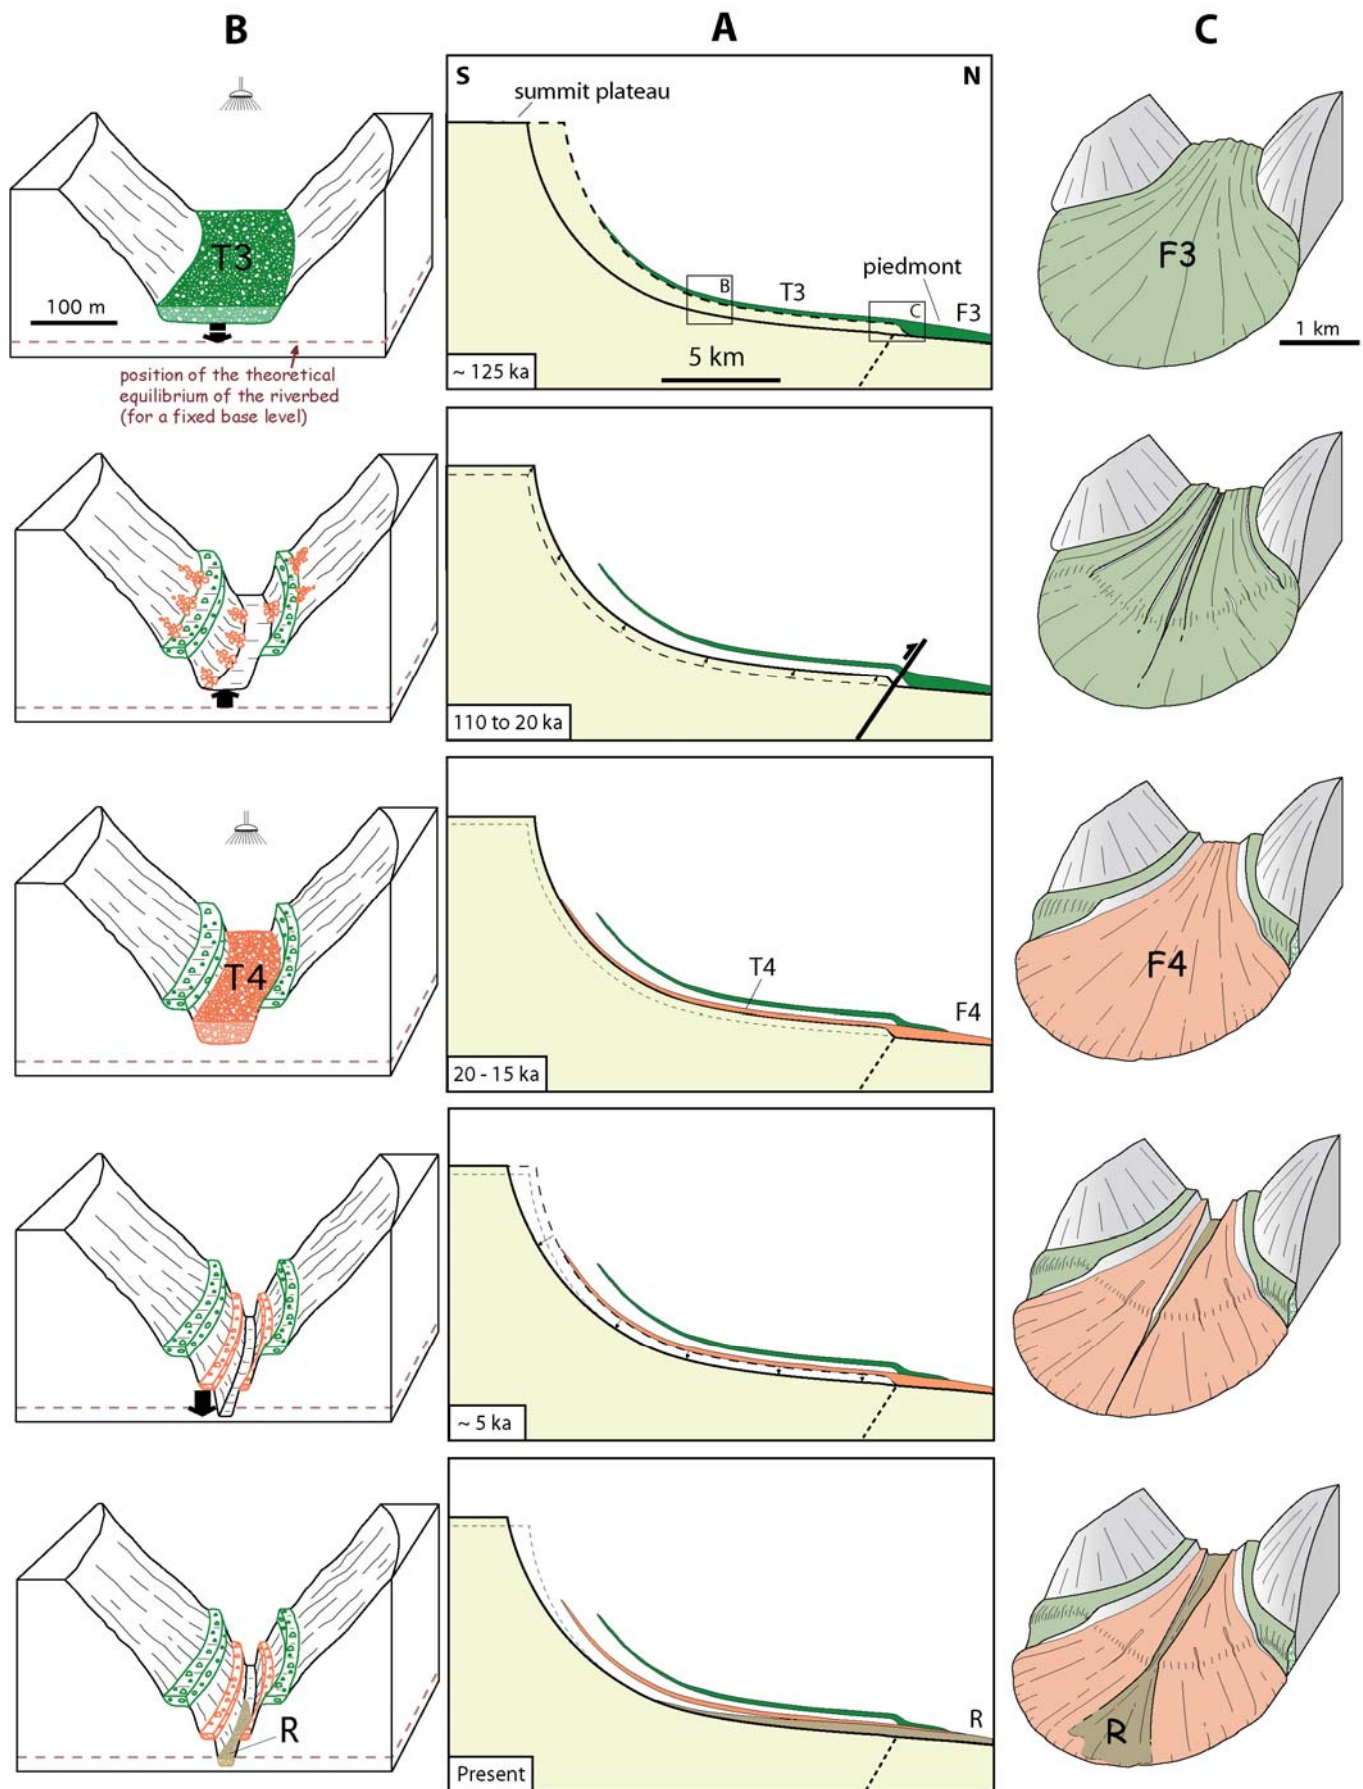 B
A
C
S
N
summit plateau
T3
100 m
position of the theoretical
equilibrium of the riverbed
(for a fixed base level)
B
T3
piedmont
C
F3
5 km
~ 125 ka
F3
1 km
110 to 20 ka
T4
T4
F4
20 - 15 ka
F4
~ 5 ka
R
R
Present
R